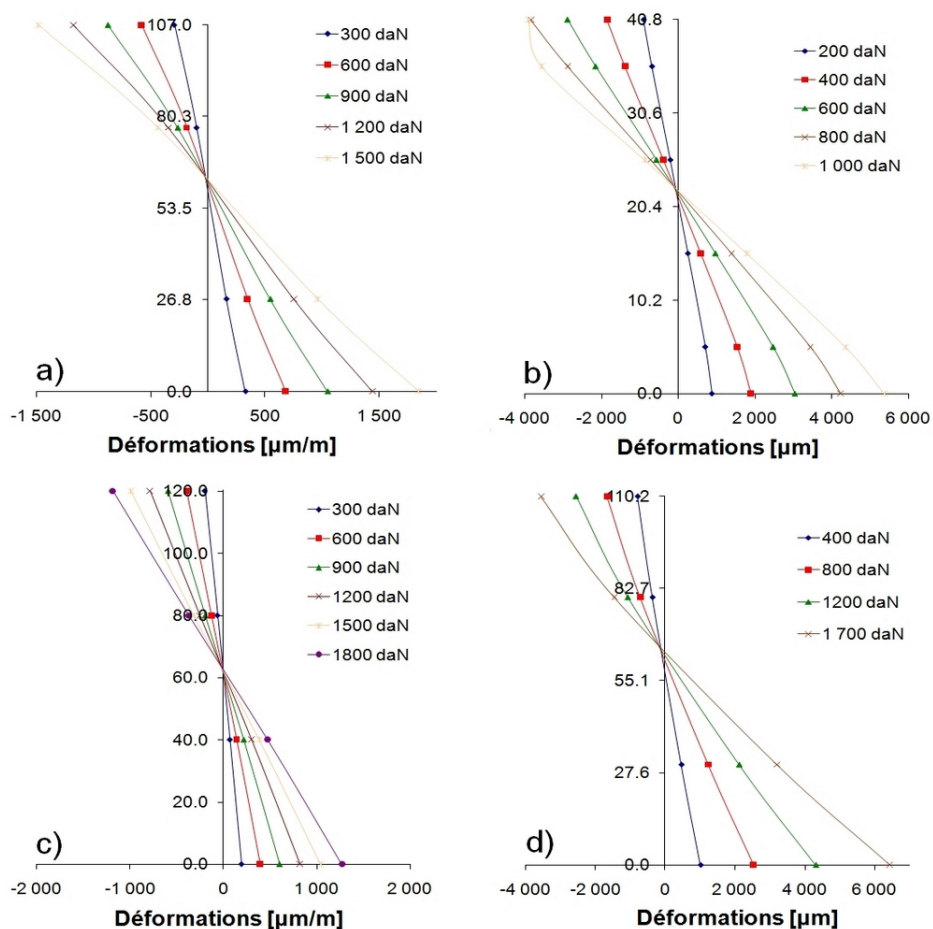 107.0
80.3
53.5
26.8
0.0
-1 500
-500
500
1 500
Déformations [µm/m]
a)
300 daN
600 daN
900 daN
1 200 daN
1 500 daN
40.8
30.6
20.4
10.2
0.0
-4 000
-2 000
0
2000
4 000
6 000
Déformations [µm]
b)
200 daN
400 daN
600 daN
800 daN
1 000 daN
120.0
100.0
80.0
60.0
40.0
20.0
0.0
-2 000
-1 000
0
1 000
2 000
Déformations [µm/m]
c)
300 daN
600 daN
900 daN
1200 daN
1500 daN
1800 daN
110.2
82.7
55.1
27.6
0.0
-4 000
-2 000
0
2 000
4 000
6 000
Déformations [µm]
d)
400 daN
800 daN
1200 daN
1 700 daN